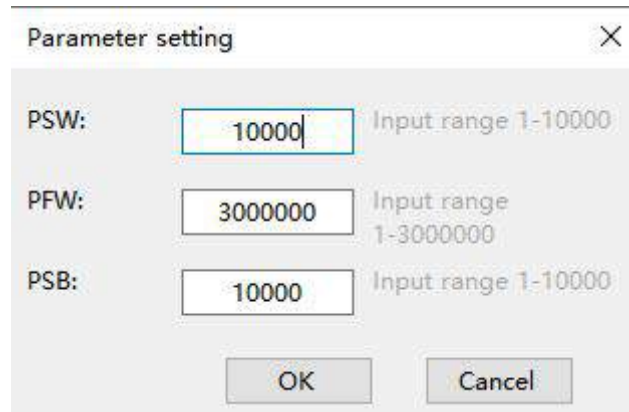 Parameter setting
PSW: 10000 Input range 1-10000
PFW: 3000000 Input range
1-3000000
PSB: 10000 Input range 1-10000
OK Cancel